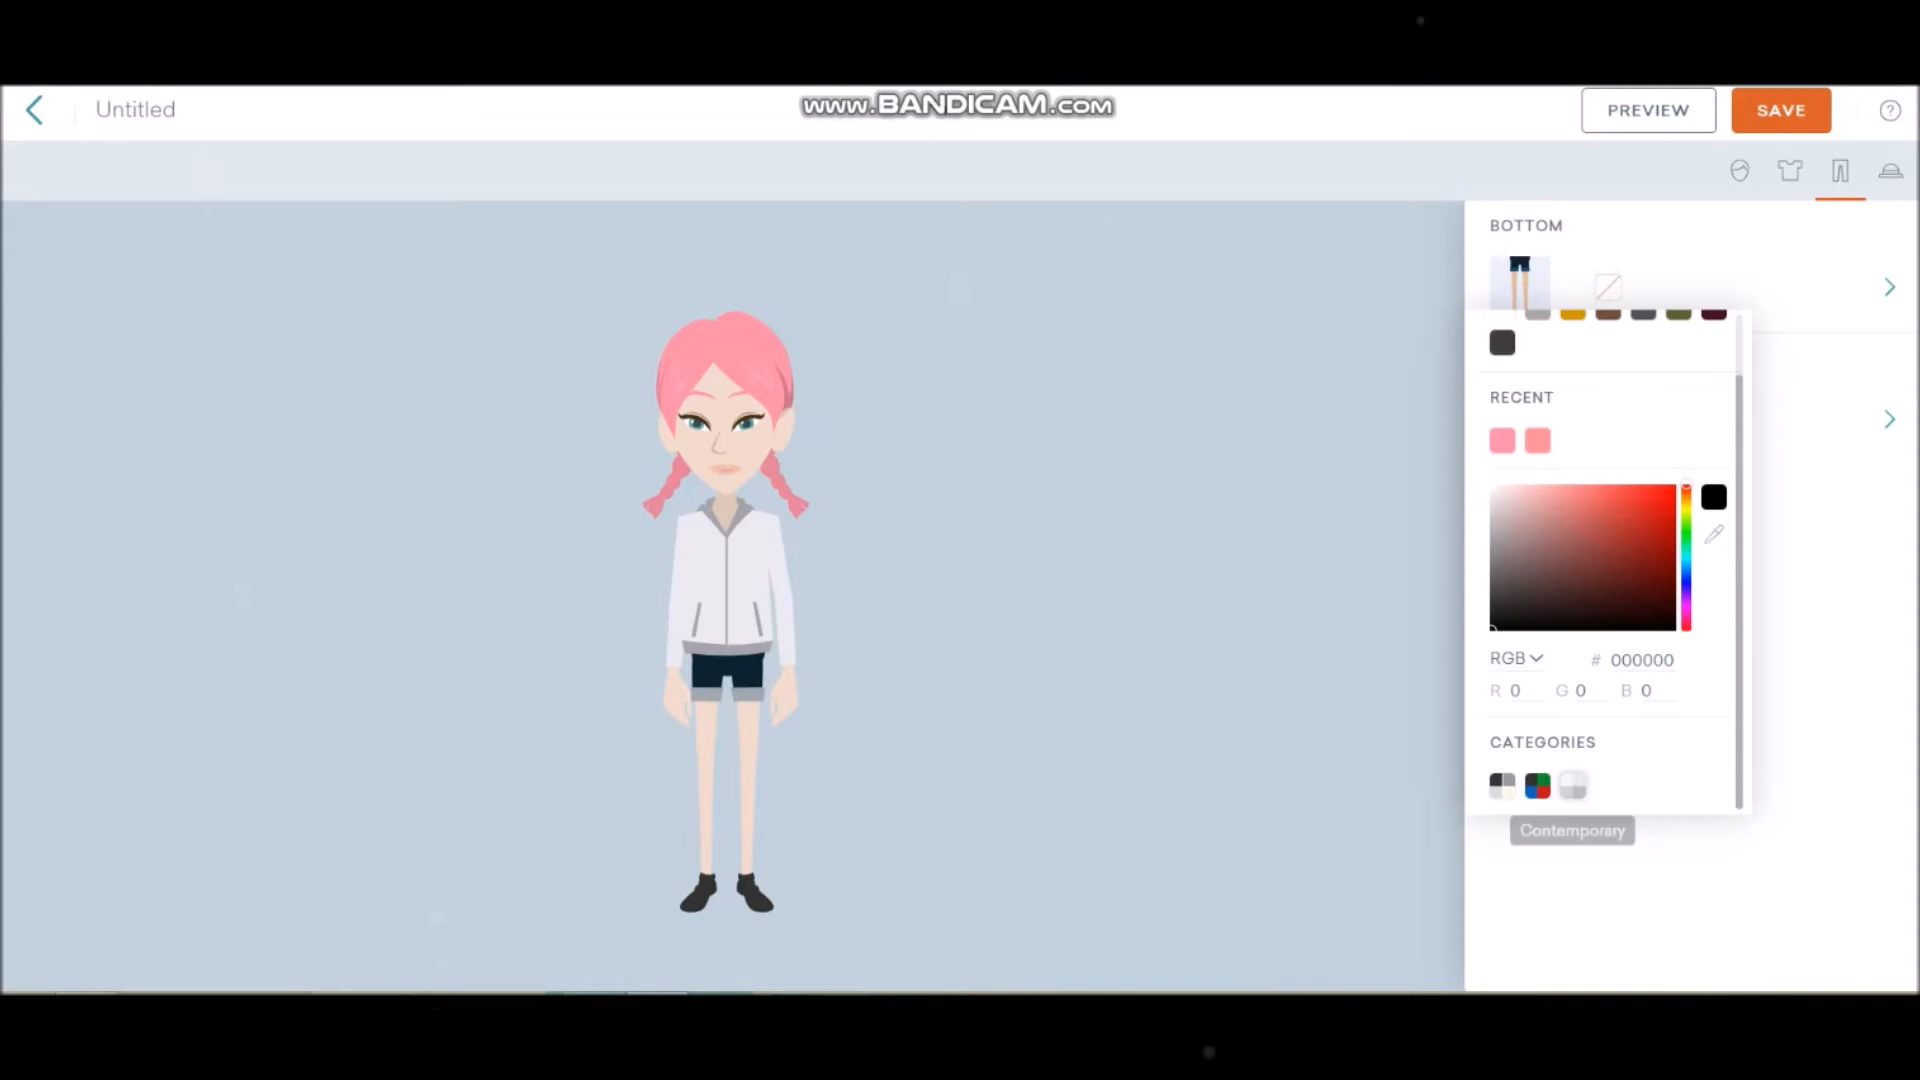 Untitled
www.BANDICAM.com
PREVIEW
SAVE
?
BOTTOM
RECENT
RGB
# 000000
R 0 G 0 B 0
CATEGORIES
Contemporary